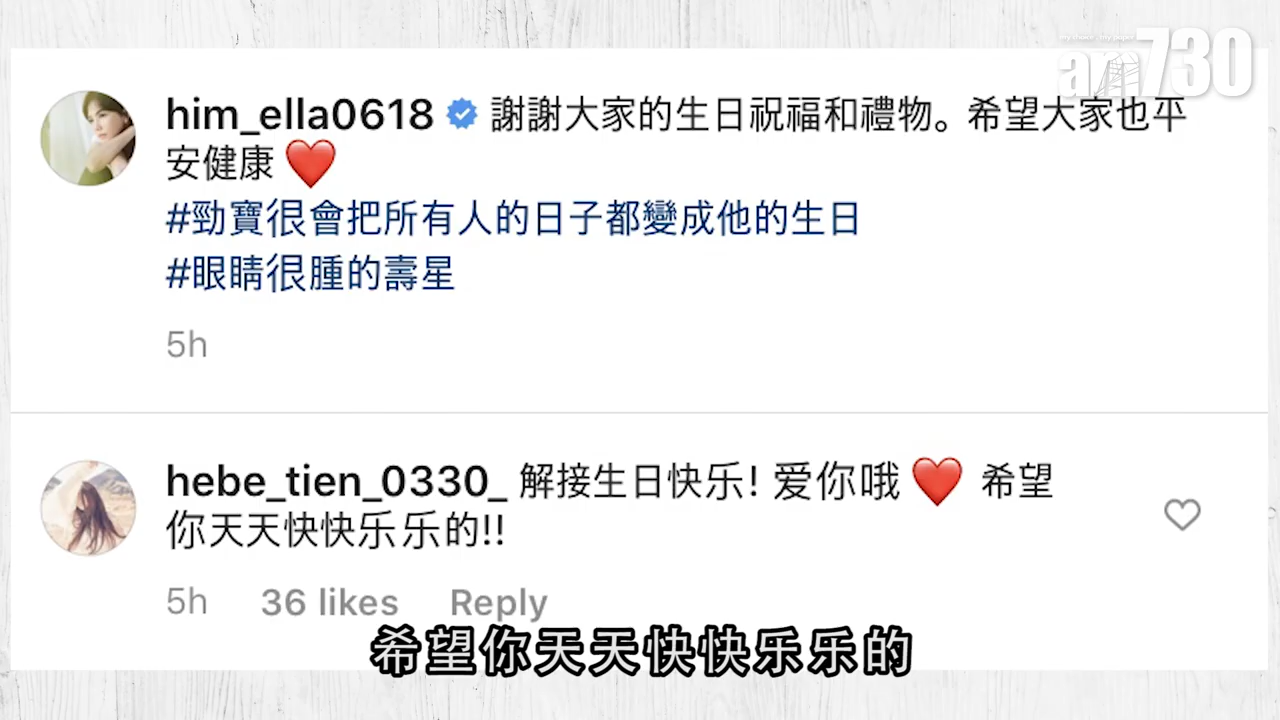 am730
him_ella0618 謝謝大家的生日祝福和禮物。希望大家也平
安健康 ❤️
#勁寶很會把所有人的日子都變成他的生日
#眼睛很腫的壽星
5h
hebe_tien_0330_ 解接生日快乐! 爱你哦 ❤️ 希望
你天天快快乐乐的!!
5h 36 likes Reply
希望你天天快快乐乐的